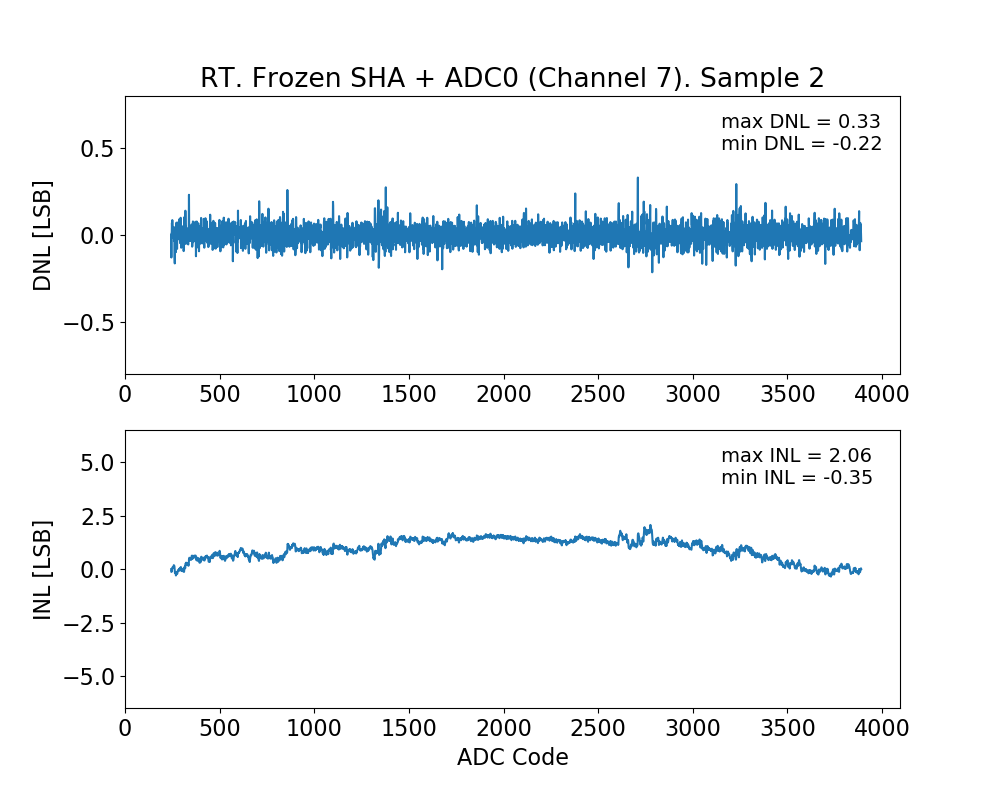 RT. Frozen SHA + ADC0 (Channel 7). Sample 2
max DNL = 0.33
min DNL = -0.22
DNL [LSB]
0.5
0.0
−0.5
0 500 1000 1500 2000 2500 3000 3500 4000
max INL = 2.06
min INL = -0.35
INL [LSB]
5.0
2.5
0.0
−2.5
−5.0
0 500 1000 1500 2000 2500 3000 3500 4000
ADC Code